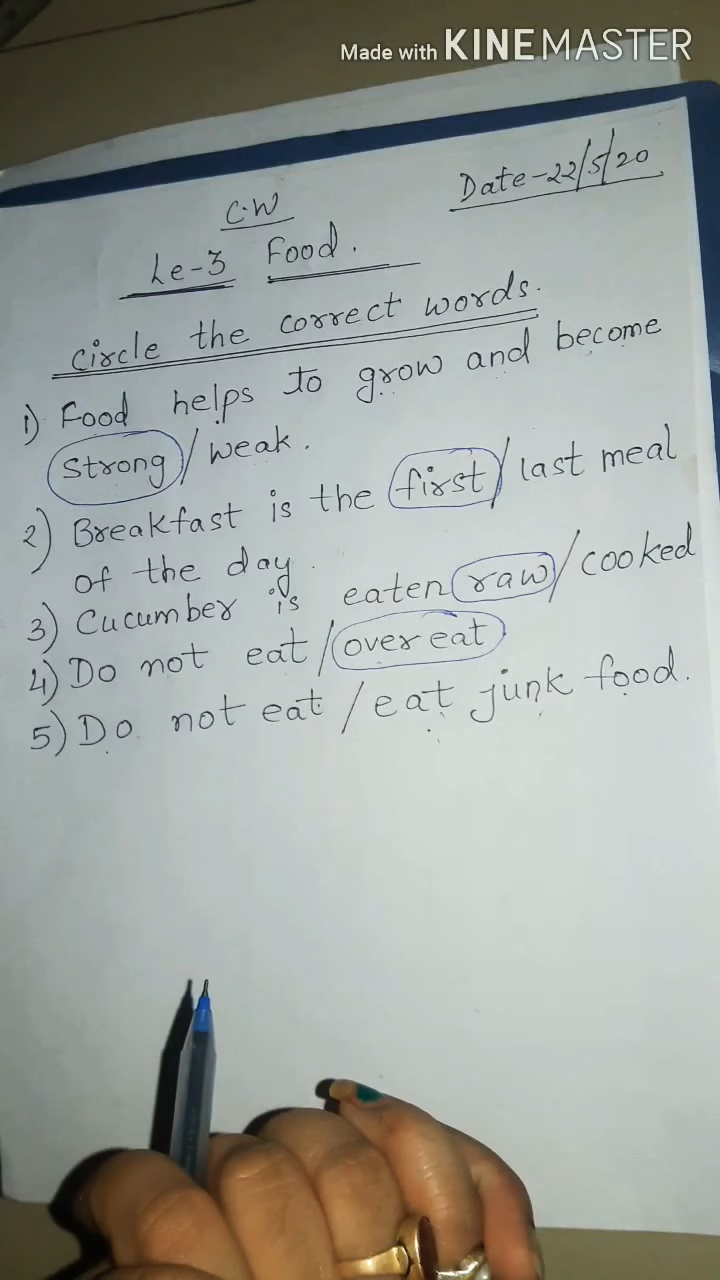 Made with KINEMASTER
Date-22/5/20
C.W
Le-3 Food.
Circle the correct words.
1) Food helps to grow and become
Strong/weak.
2) Breakfast is the first/last meal
of the day.
3) Cucumber is eaten raw/cooked
4) Do not eat/over eat
5) Do not eat/eat junk food.